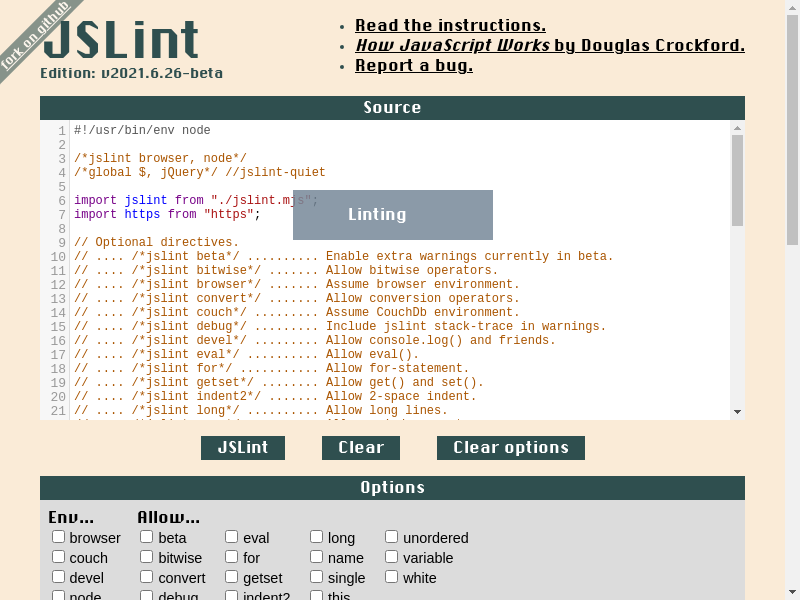 fork on github
JSLint
Edition: v2021.6.26-beta
Read the instructions.
How JavaScript Works by Douglas Crockford.
Report a bug.
Source
1 #!/usr/bin/env node
2
3 /*jslint browser, node*/
4 /*global $, jQuery*/ //jslint-quiet
5
6 import jslint from "./jslint.mjs";
7 import https from "https";
Linting
8
9 // Optional directives.
10 // .... /*jslint beta*/ .......... Enable extra warnings currently in beta.
11 // .... /*jslint bitwise*/ ....... Allow bitwise operators.
12 // .... /*jslint browser*/ ....... Assume browser environment.
13 // .... /*jslint convert*/ ....... Allow conversion operators.
14 // .... /*jslint couch*/ ......... Assume CouchDb environment.
15 // .... /*jslint debug*/ ......... Include jslint stack-trace in warnings.
16 // .... /*jslint devel*/ ......... Allow console.log() and friends.
17 // .... /*jslint eval*/ .......... Allow eval().
18 // .... /*jslint for*/ ........... Allow for-statement.
19 // .... /*jslint getset*/ ........ Allow get() and set().
20 // .... /*jslint indent2*/ ....... Allow 2-space indent.
21 // .... /*jslint long*/ .......... Allow long lines.
JSLint Clear Clear options
Options
Env... Allow...
browser beta eval long unordered
couch bitwise for name variable
devel convert getset single white
node debug indent2 this